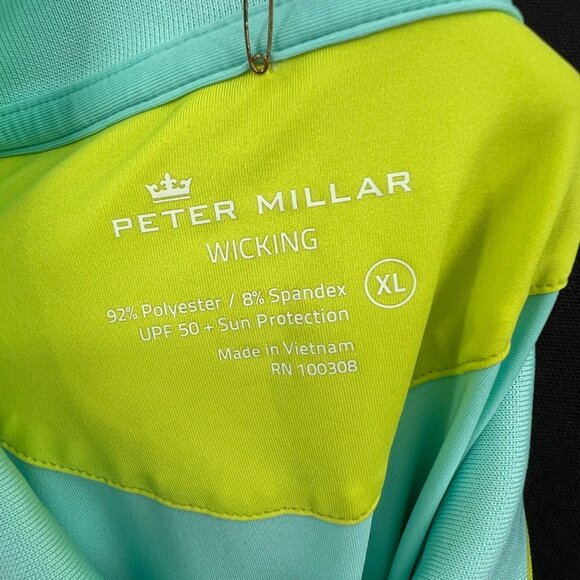 PETER MILLAR
WICKING
92% Polyester / 8% Spandex
UPF 50 + Sun Protection
XL
Made in Vietnam
RN 100308